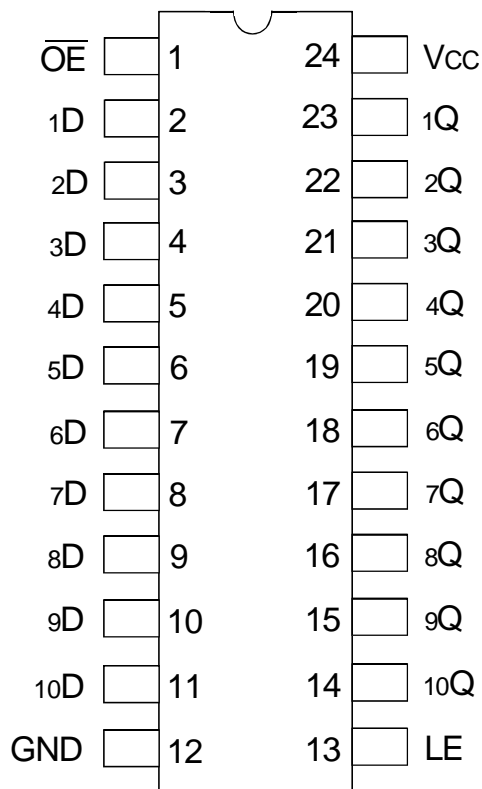 O̅E̅ 1 24 VCC
1D 2 23 1Q
2D 3 22 2Q
3D 4 21 3Q
4D 5 20 4Q
5D 6 19 5Q
6D 7 18 6Q
7D 8 17 7Q
8D 9 16 8Q
9D 10 15 9Q
10D 11 14 10Q
GND 12 13 LE